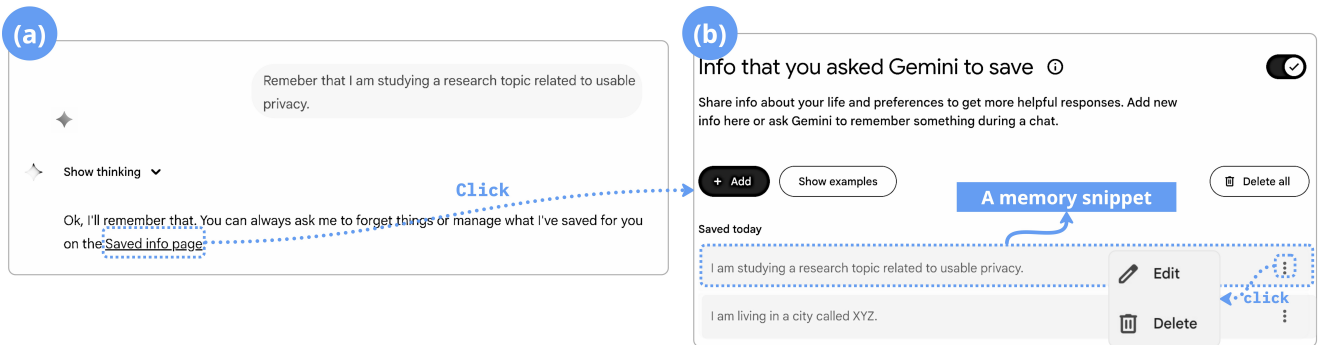 (a)
Remeber that I am studying a research topic related to usable
privacy.
Show thinking
Ok, I'll remember that. You can always ask me to forget things or manage what I've saved for you
on the Saved info page.
Click
(b)
Info that you asked Gemini to save
Share info about your life and preferences to get more helpful responses. Add new
info here or ask Gemini to remember something during a chat.
+ Add
Show examples
Delete all
A memory snippet
Saved today
I am studying a research topic related to usable privacy.
Edit
click
I am living in a city called XYZ.
Delete